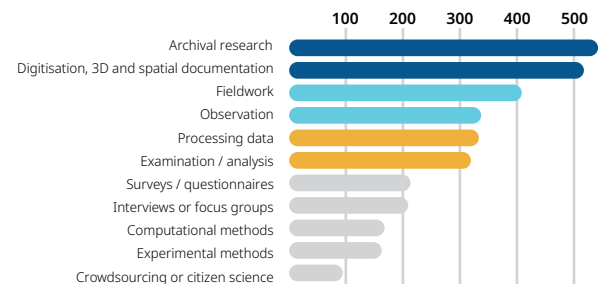 100 200 300 400 500
Archival research
Digitisation, 3D and spatial documentation
Fieldwork
Observation
Processing data
Examination / analysis
Surveys / questionnaires
Interviews or focus groups
Computational methods
Experimental methods
Crowdsourcing or citizen science